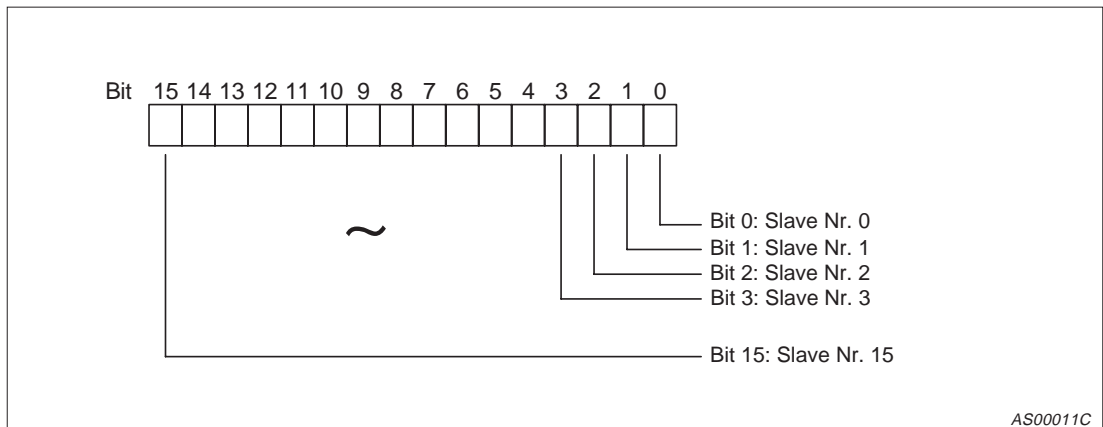 Bit 15 14 13 12 11 10 9 8 7 6 5 4 3 2 1 0
~
Bit 0: Slave Nr. 0
Bit 1: Slave Nr. 1
Bit 2: Slave Nr. 2
Bit 3: Slave Nr. 3
Bit 15: Slave Nr. 15
AS00011C